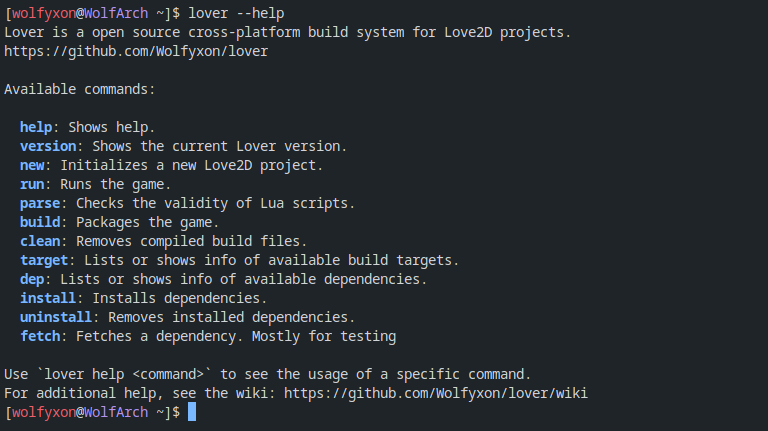 [wolfyxon@WolfArch ~]$ lover --help
Lover is a open source cross-platform build system for Love2D projects.
https://github.com/Wolfyxon/lover
Available commands:
help: Shows help.
version: Shows the current Lover version.
new: Initializes a new Love2D project.
run: Runs the game.
parse: Checks the validity of Lua scripts.
build: Packages the game.
clean: Removes compiled build files.
target: Lists or shows info of available build targets.
dep: Lists or shows info of available dependencies.
install: Installs dependencies.
uninstall: Removes installed dependencies.
fetch: Fetches a dependency. Mostly for testing
Use `lover help <command>` to see the usage of a specific command.
For additional help, see the wiki: https://github.com/Wolfyxon/lover/wiki
[wolfyxon@WolfArch ~]$